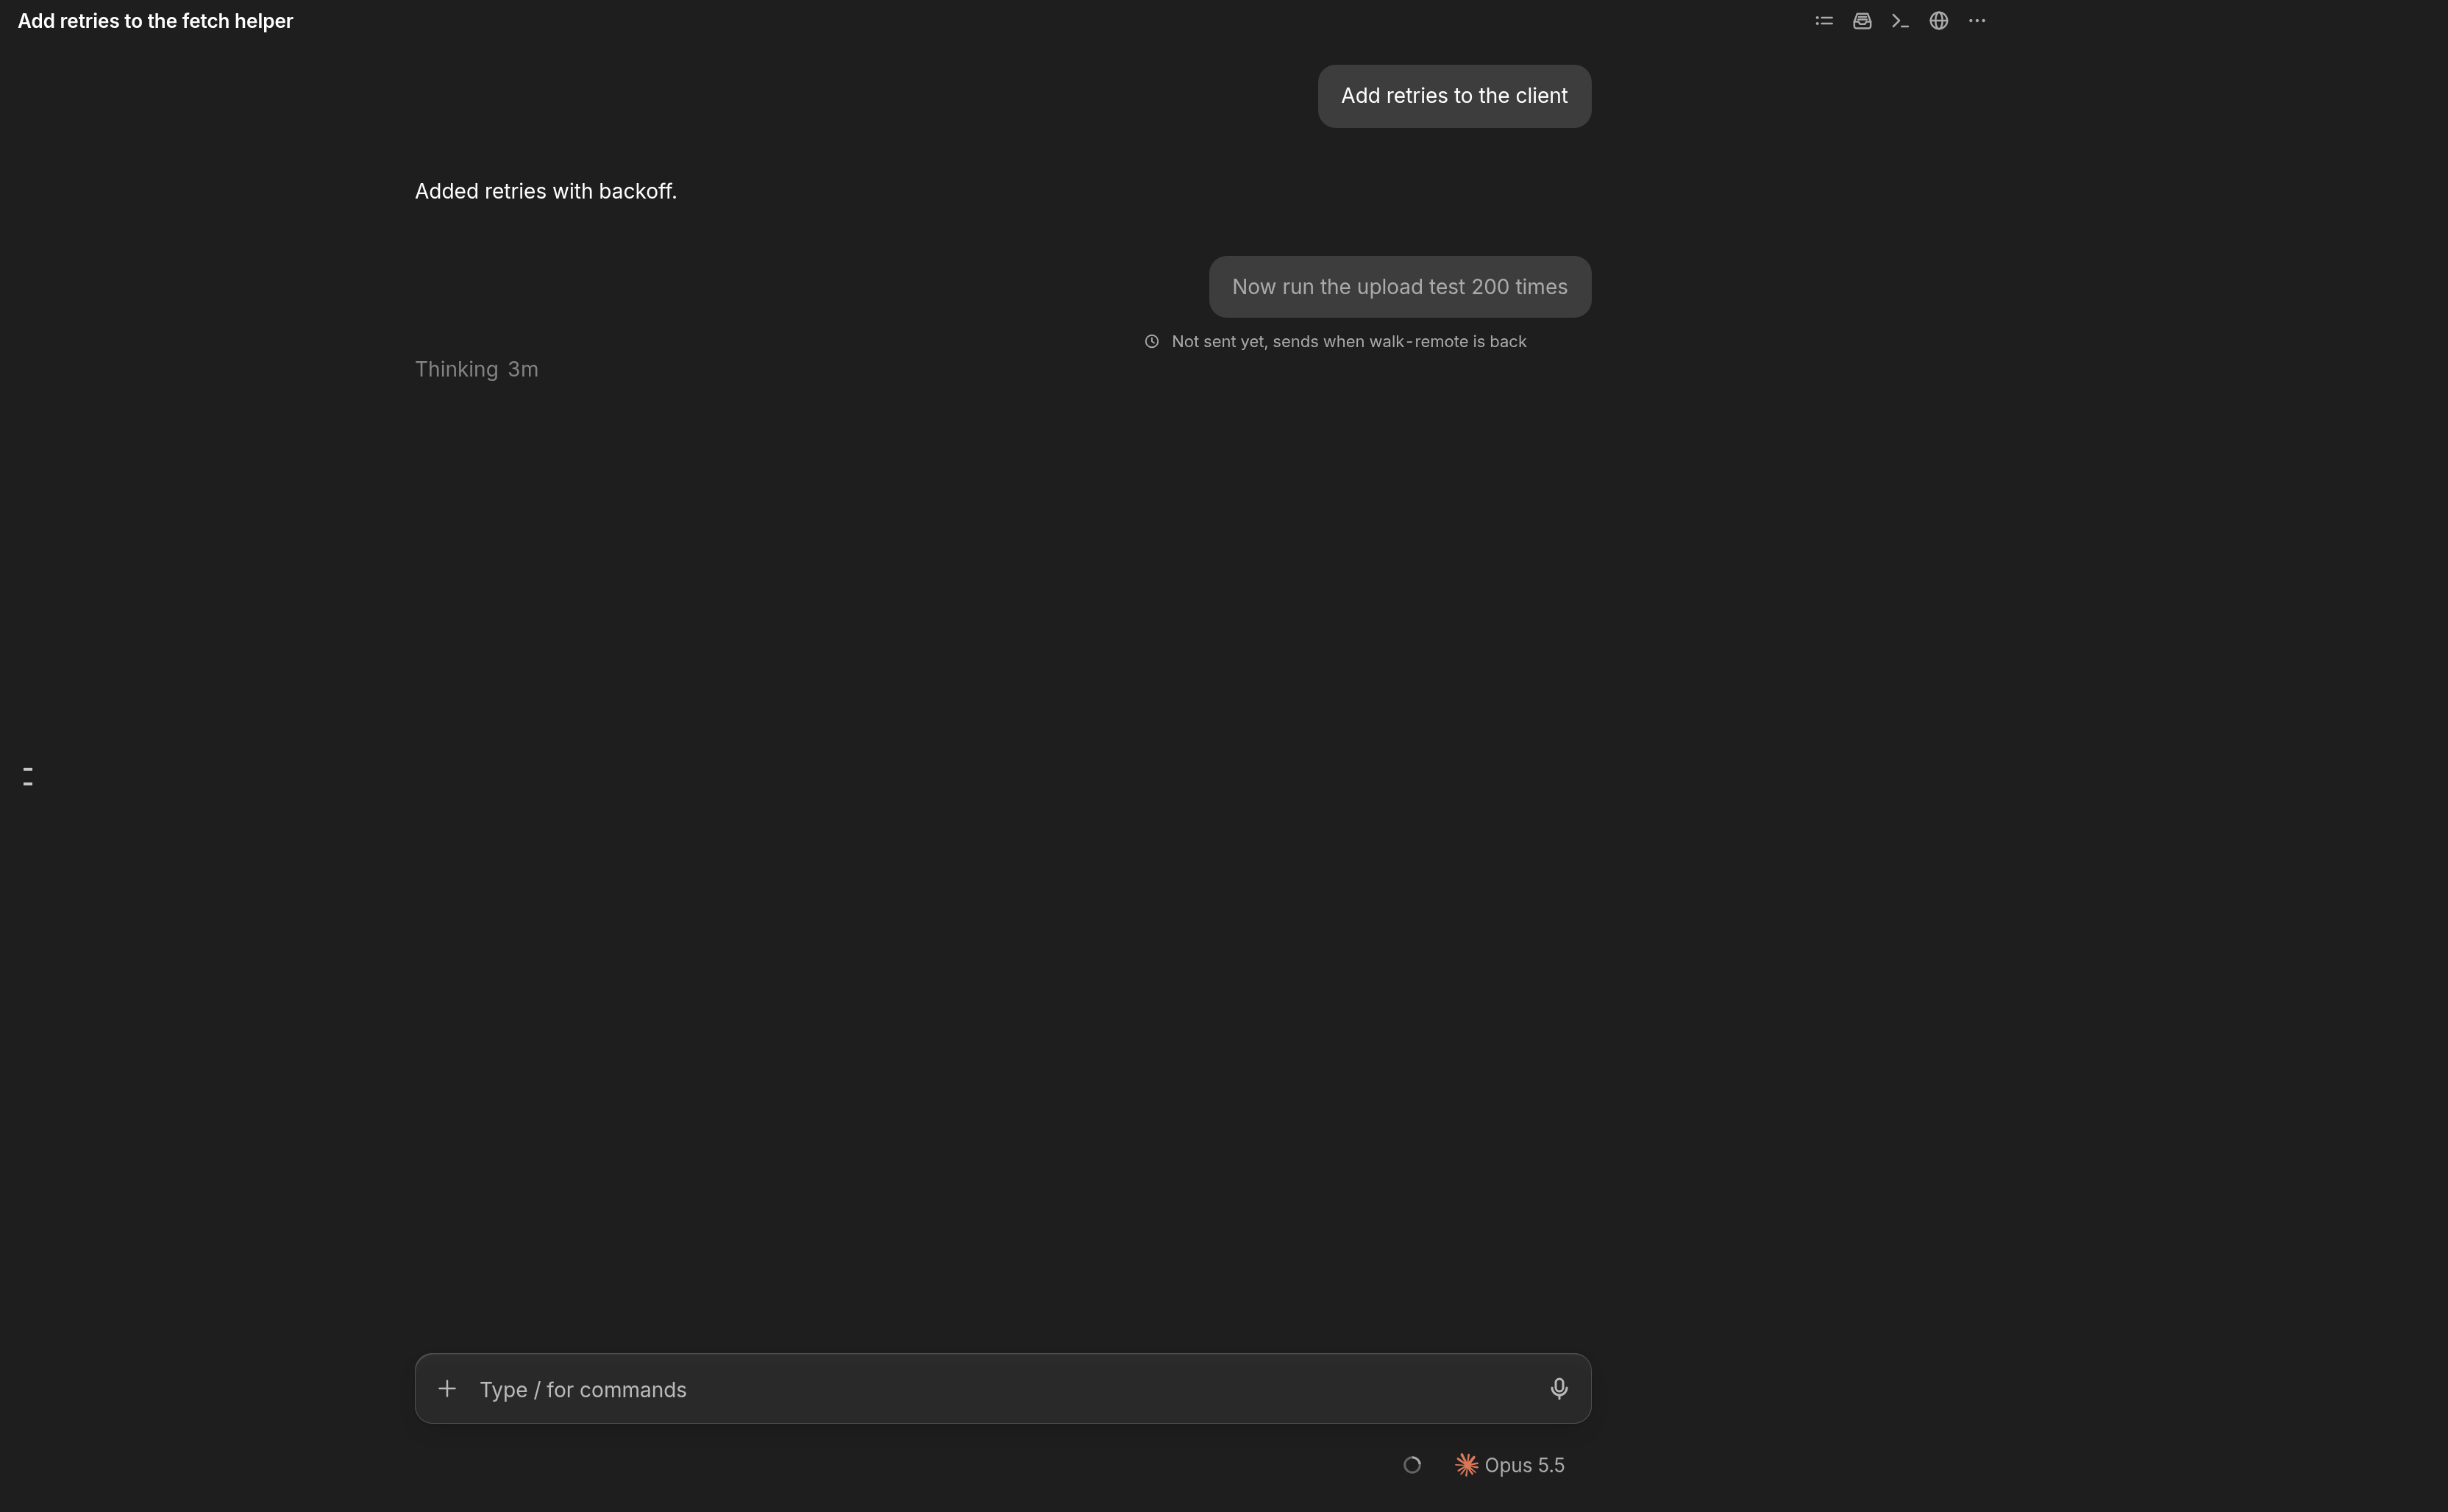 Add retries to the fetch helper
Add retries to the client
Added retries with backoff.
Now run the upload test 200 times
Not sent yet, sends when walk-remote is back
Thinking 3m
Type / for commands
Opus 5.5